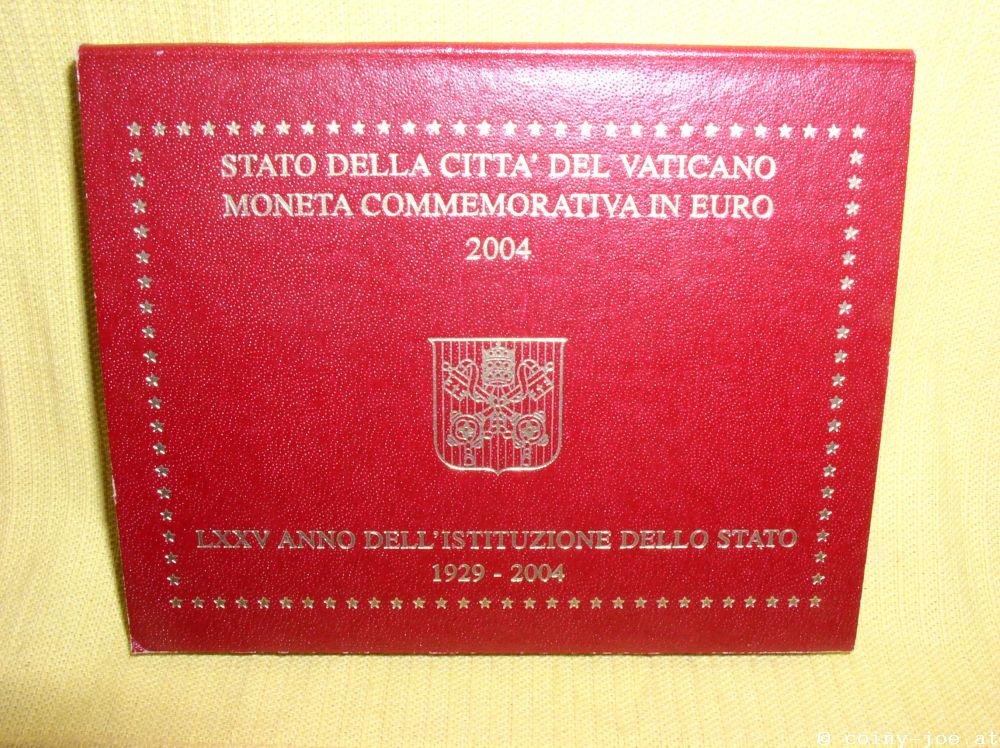 STATO DELLA CITTA' DEL VATICANO
MONETA COMMEMORATIVA IN EURO
2004
LXXV ANNO DELL'ISTITUZIONE DELLO STATO
1929 - 2004
© coiny-joe.at